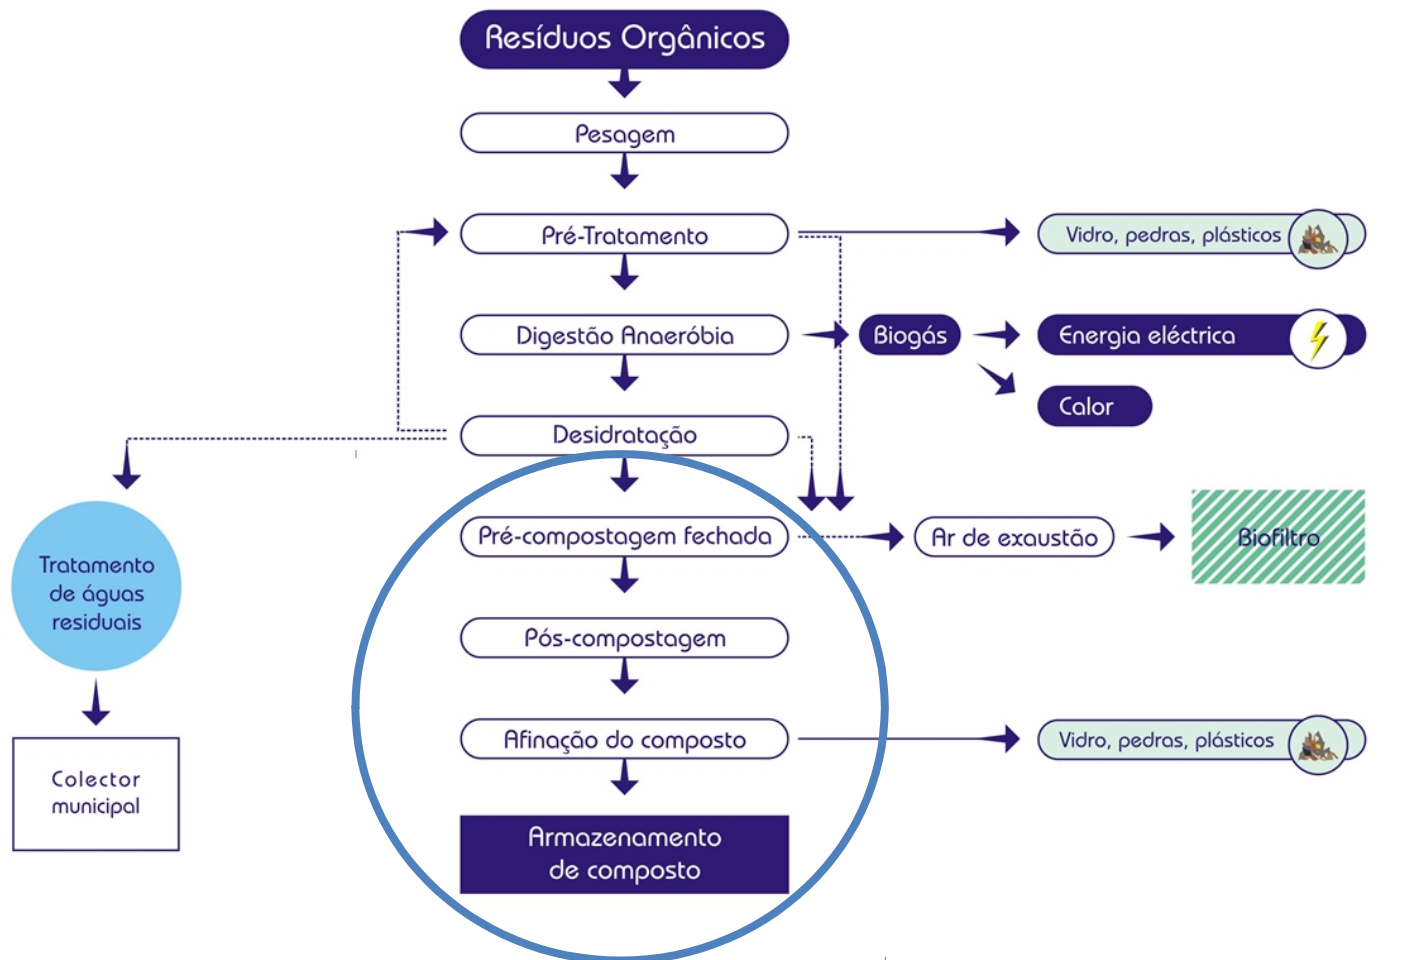 Resíduos Orgânicos
Pesagem
Pré-Tratamento
Vidro, pedras, plásticos
Digestão Anaeróbia
Biogás
Energia eléctrica
Calor
Desidratação
Pré-compostagem fechada
Ar de exaustão
Biofiltro
Tratamento
de águas
residuais
Pós-compostagem
Afinação do composto
Vidro, pedras, plásticos
Colector
municipal
Armazenamento
de composto